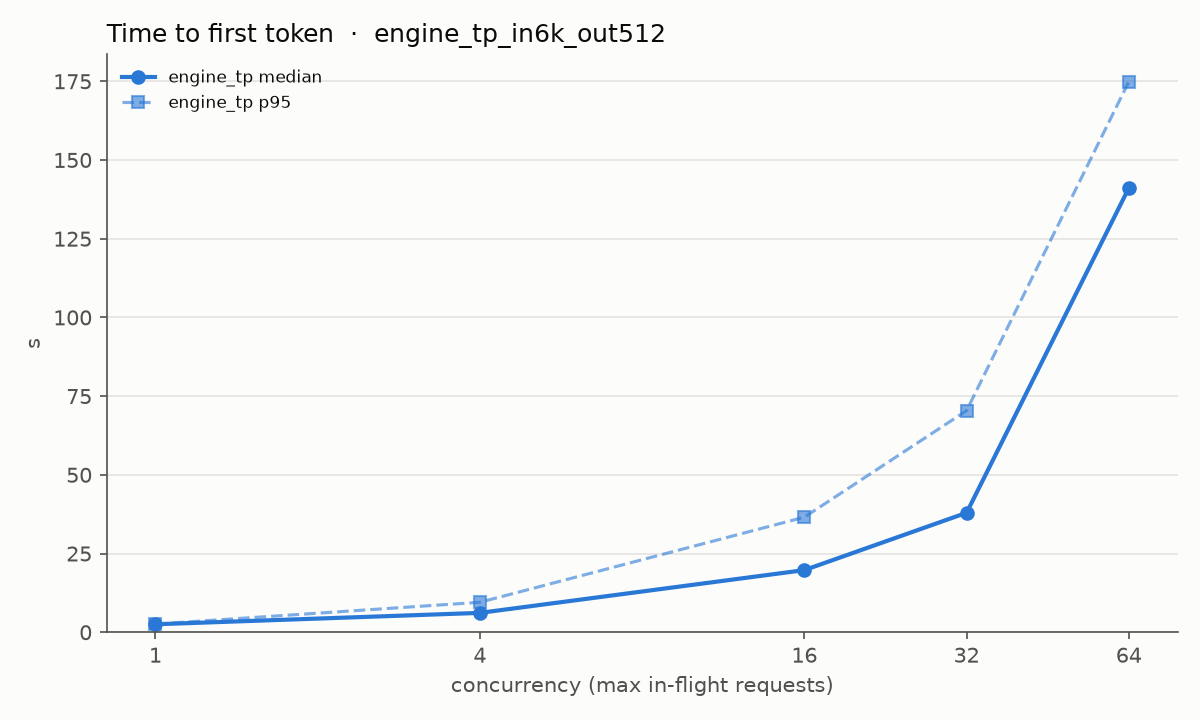 Time to first token · engine_tp_in6k_out512
engine_tp median
engine_tp p95
175
150
125
100
75
50
25
0
s
1 4 16 32 64
concurrency (max in-flight requests)